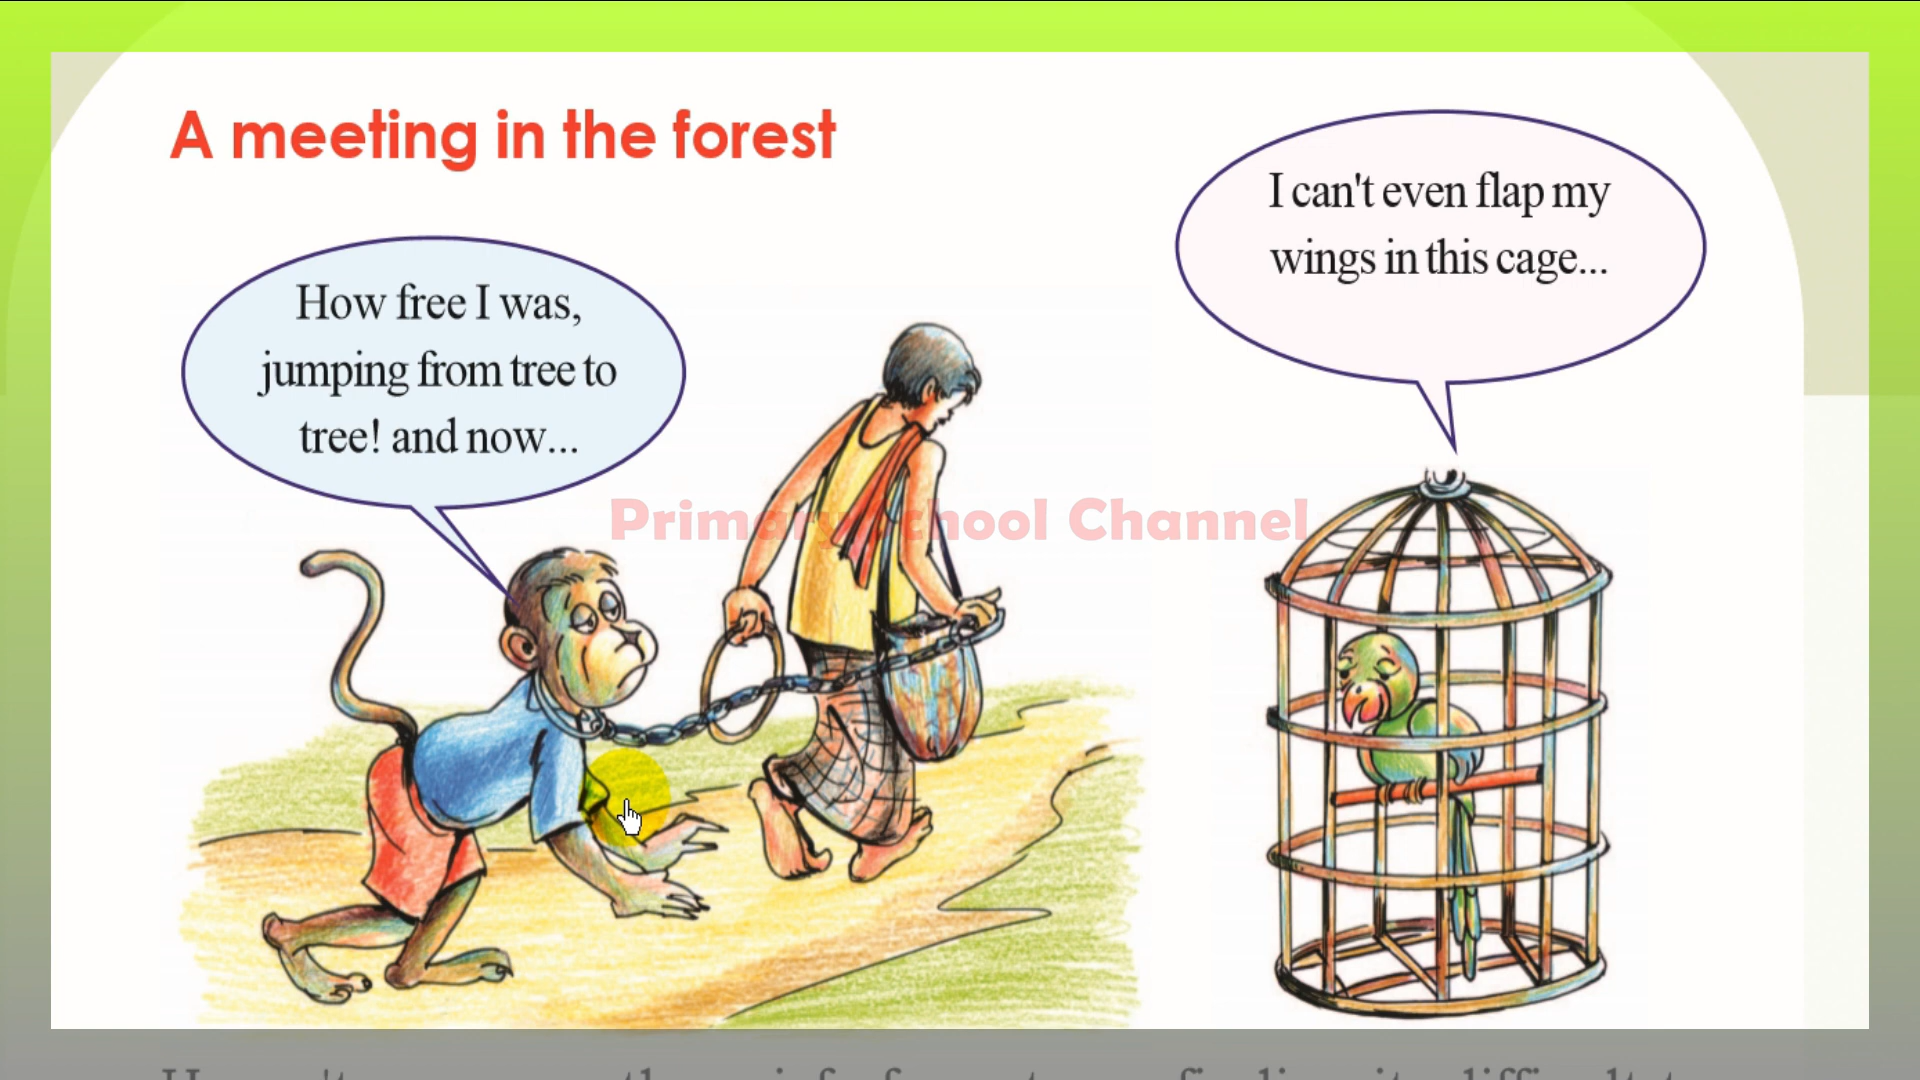 A meeting in the forest
I can't even flap my
wings in this cage...
How free I was,
jumping from tree to
tree! and now...
Primary School Channel